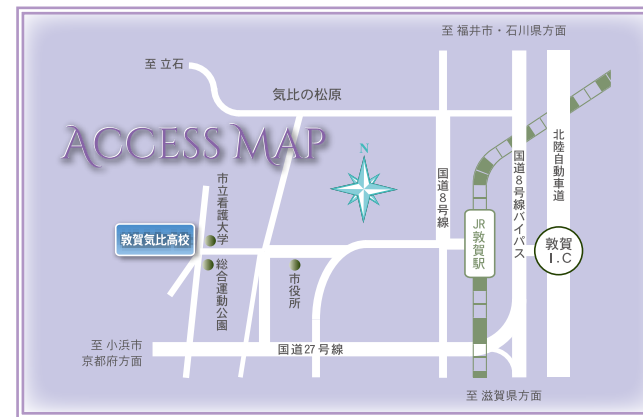 至 福井市・石川県方面
至 立石
気比の松原
ACCESS MAP
N
北陸自動車道
国道8号線バイパス
国道8号線
市立看護大学
敦賀気比高校
JR敦賀駅
敦賀
I.C
総合運動公園
市役所
至 小浜市
京都府方面
国道27号線
至 滋賀県方面